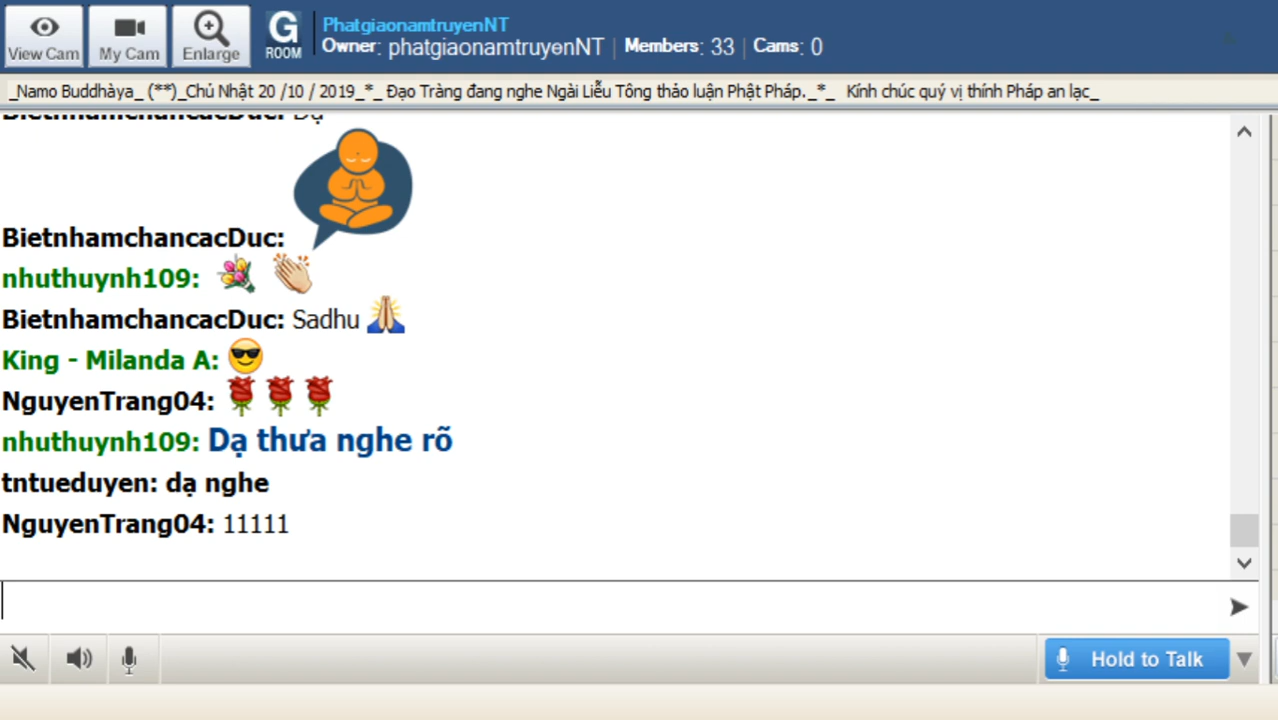 View Cam
My Cam
Enlarge
G
ROOM
PhatgiaonamtruyenNT
Owner: phatgiaonamtruyenNT | Members: 33 | Cams: 0
_Namo Buddhàya_ (**)_Chủ Nhật 20 /10 / 2019_*_ Đạo Tràng đang nghe Ngài Liễu Tông thảo luận Phật Pháp._*_ Kính chúc quý vị thính Pháp an lạc_
BietnhamchancacDuc: Dạ
BietnhamchancacDuc:
nhuthuynh109:
BietnhamchancacDuc: Sadhu
King - Milanda A:
NguyenTrang04:
nhuthuynh109: Dạ thưa nghe rõ
tntueduyen: dạ nghe
NguyenTrang04: 11111
Hold to Talk